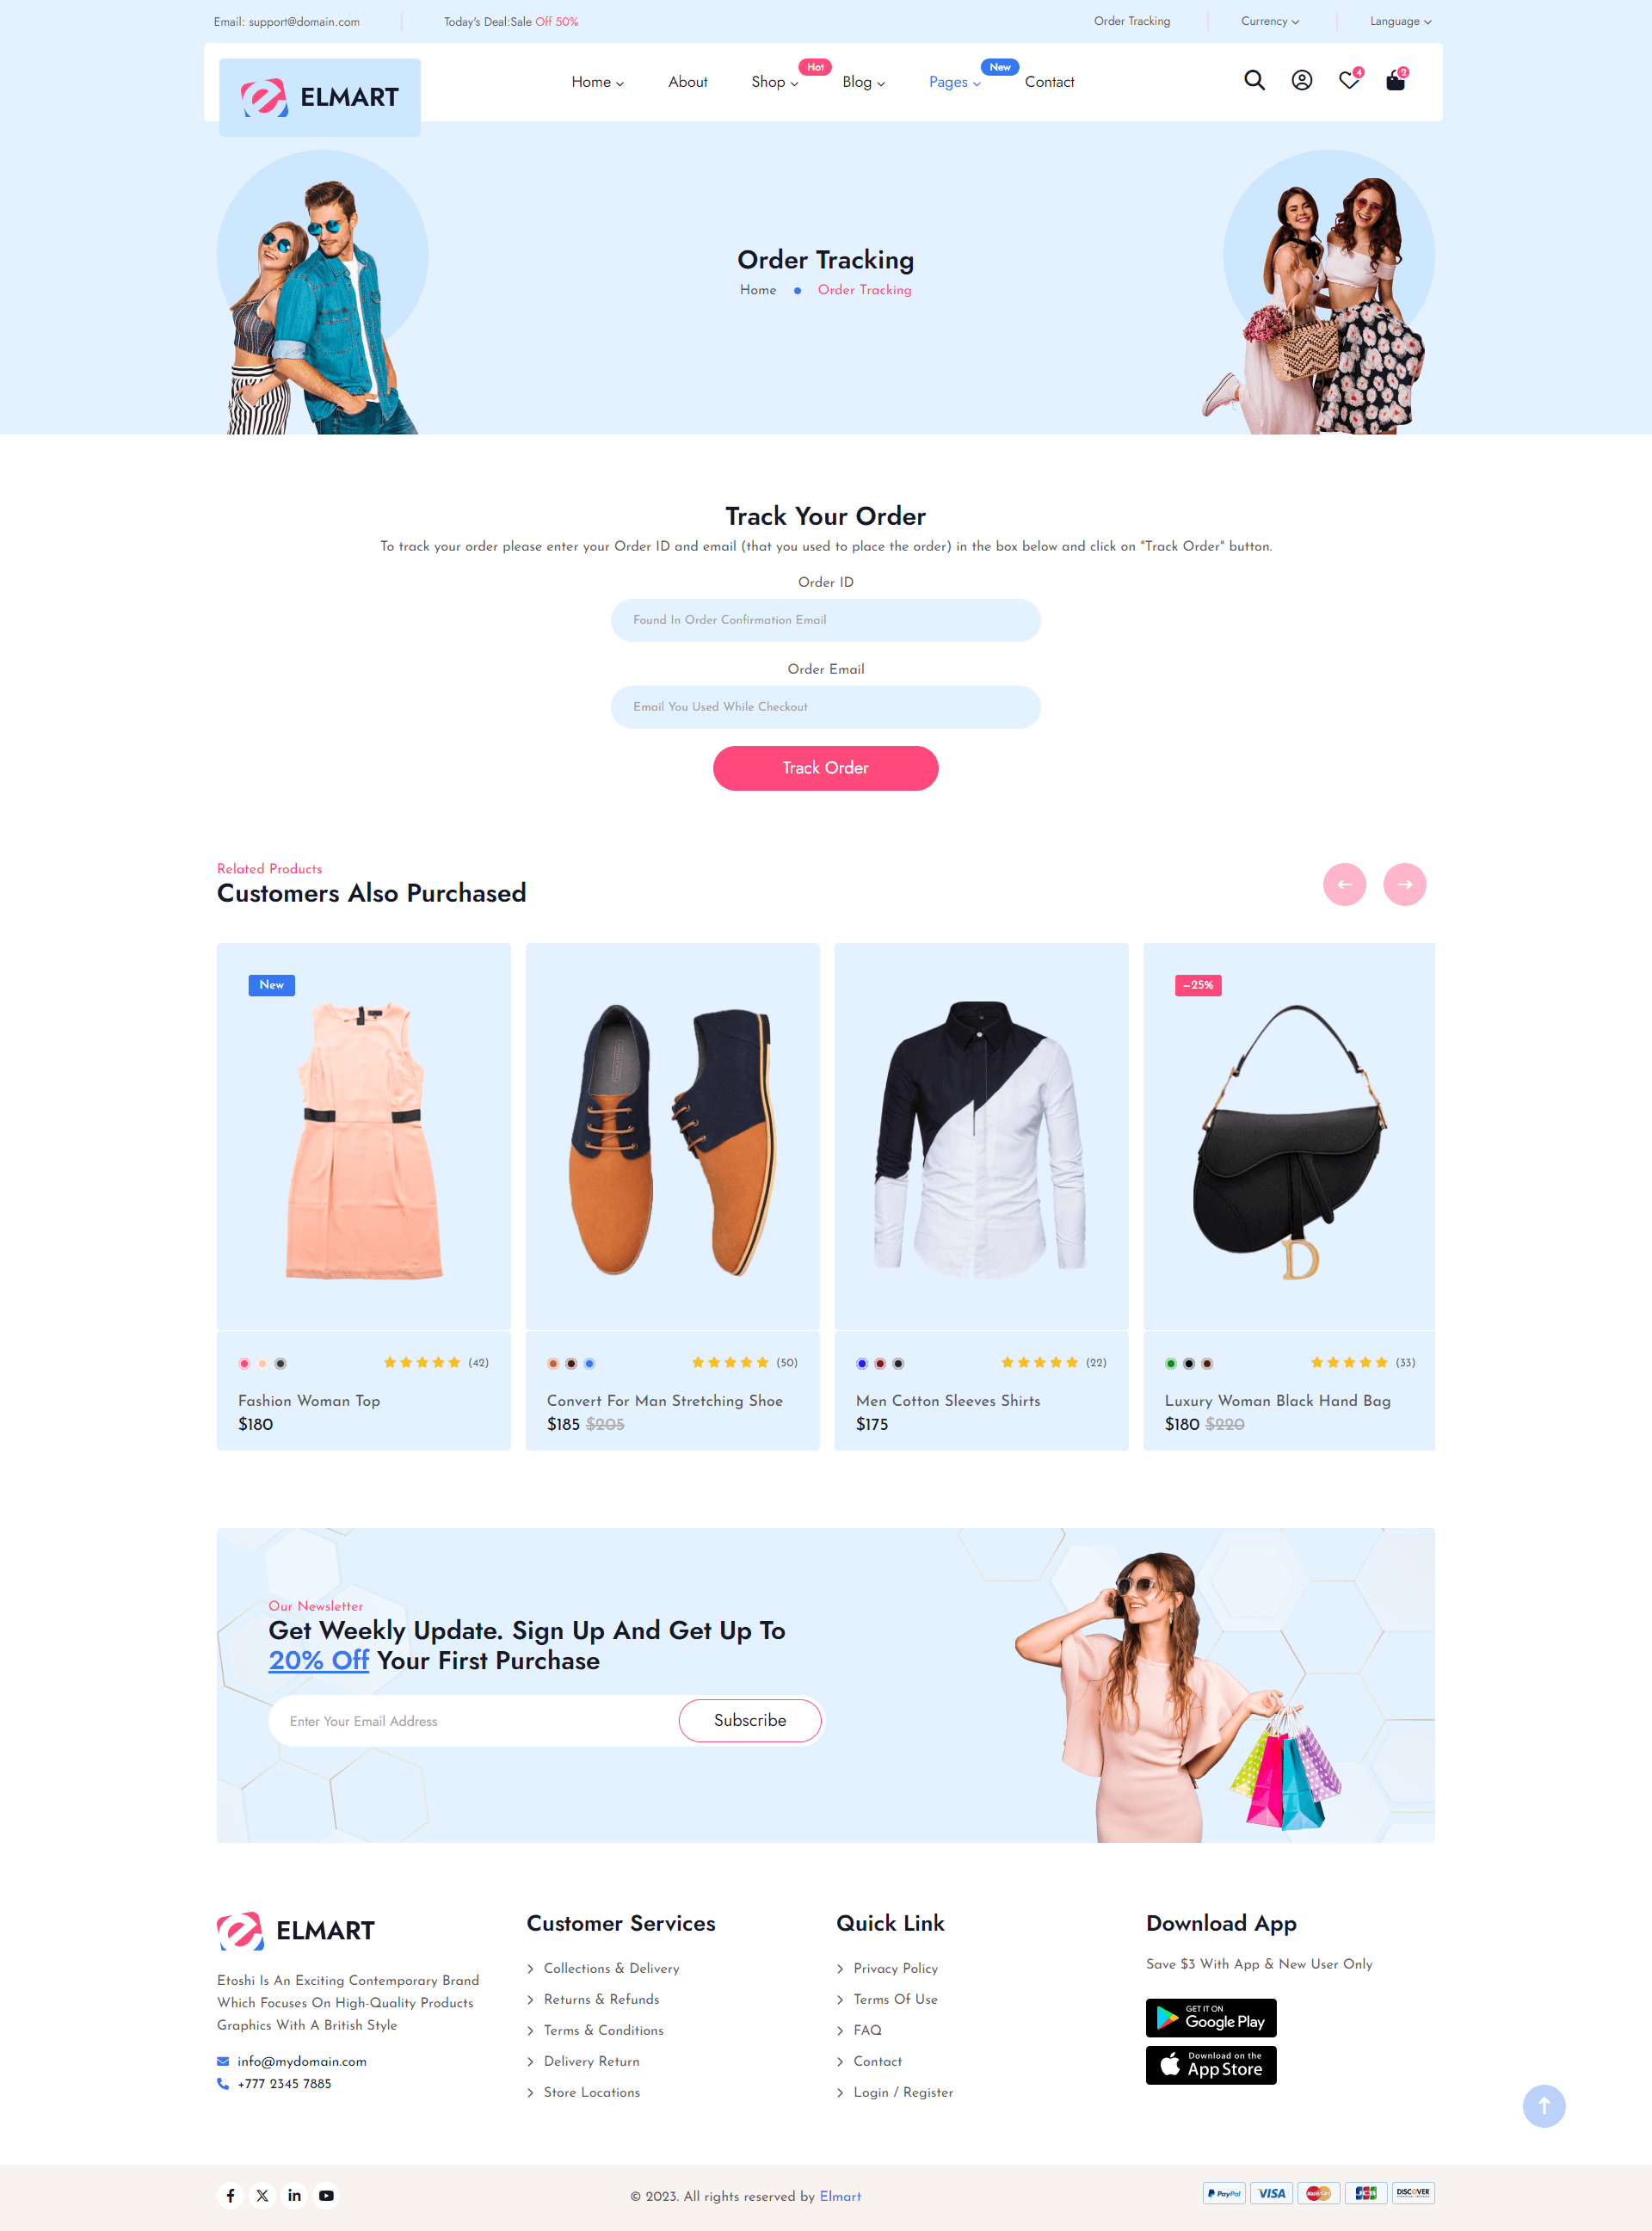 Email: support@domain.com
Today's Deal:Sale Off 50%
Order Tracking
Currency
Language
ELMART
Home
About
Shop
Hot
Blog
Pages
New
Contact
4
2
Order Tracking
Home
Order Tracking
Track Your Order
To track your order please enter your Order ID and email (that you used to place the order) in the box below and click on "Track Order" button.
Order ID
Found In Order Confirmation Email
Order Email
Email You Used While Checkout
Track Order
Related Products
Customers Also Purchased
New
–25%
(42)
Fashion Woman Top
$180
(50)
Convert For Man Stretching Shoe
$185 $205
(22)
Men Cotton Sleeves Shirts
$175
(33)
Luxury Woman Black Hand Bag
$180 $220
Our Newsletter
Get Weekly Update. Sign Up And Get Up To
20% Off Your First Purchase
Enter Your Email Address
Subscribe
ELMART
Etoshi Is An Exciting Contemporary Brand
Which Focuses On High-Quality Products
Graphics With A British Style
info@mydomain.com
+777 2345 7885
Customer Services
Collections & Delivery
Returns & Refunds
Terms & Conditions
Delivery Return
Store Locations
Quick Link
Privacy Policy
Terms Of Use
FAQ
Contact
Login / Register
Download App
Save $3 With App & New User Only
GET IT ON
Google Play
Download on the
App Store
© 2023. All rights reserved by Elmart
PayPal
VISA
MasterCard
JCB
DISCOVER